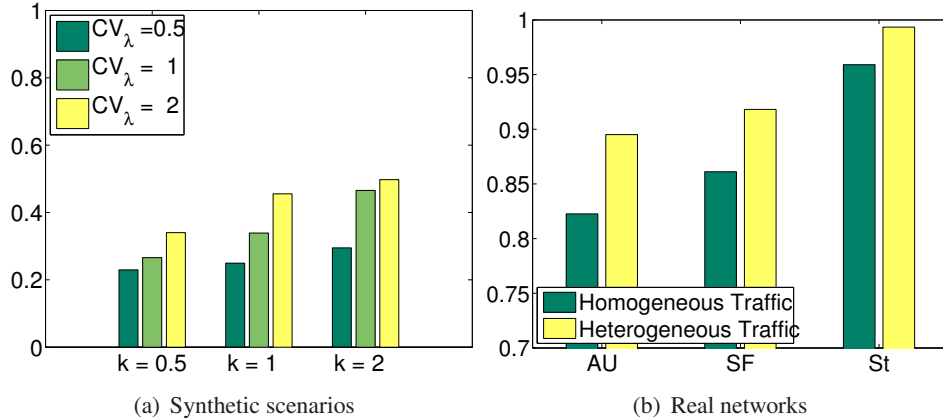 CV_λ =0.5
CV_λ = 1
CV_λ = 2
1
0.8
0.6
0.4
0.2
0
k = 0.5 k = 1 k = 2
(a) Synthetic scenarios
1
0.95
0.9
0.85
0.8
0.75
0.7
Homogeneous Traffic
Heterogeneous Traffic
AU SF St
(b) Real networks